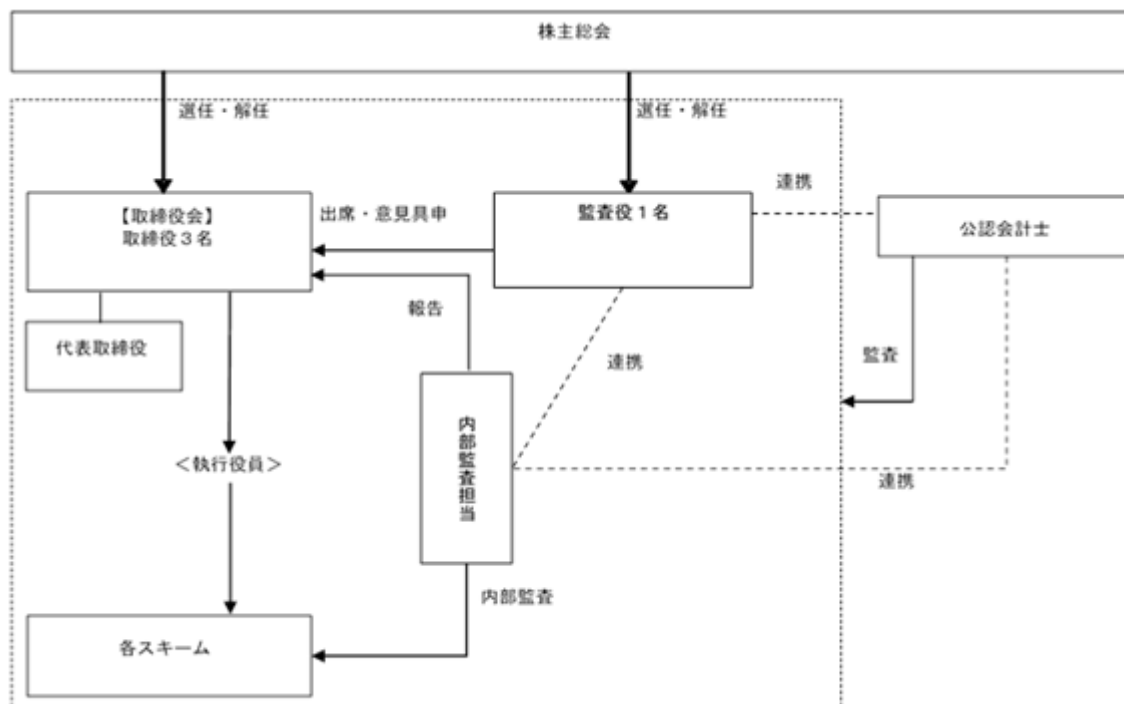 株主総会
選任・解任
選任・解任
連携
【取締役会】
取締役３名
出席・意見具申
監査役１名
公認会計士
報告
代表取締役
連携
監査
内部監査担当
＜執行役員＞
連携
内部監査
各スキーム